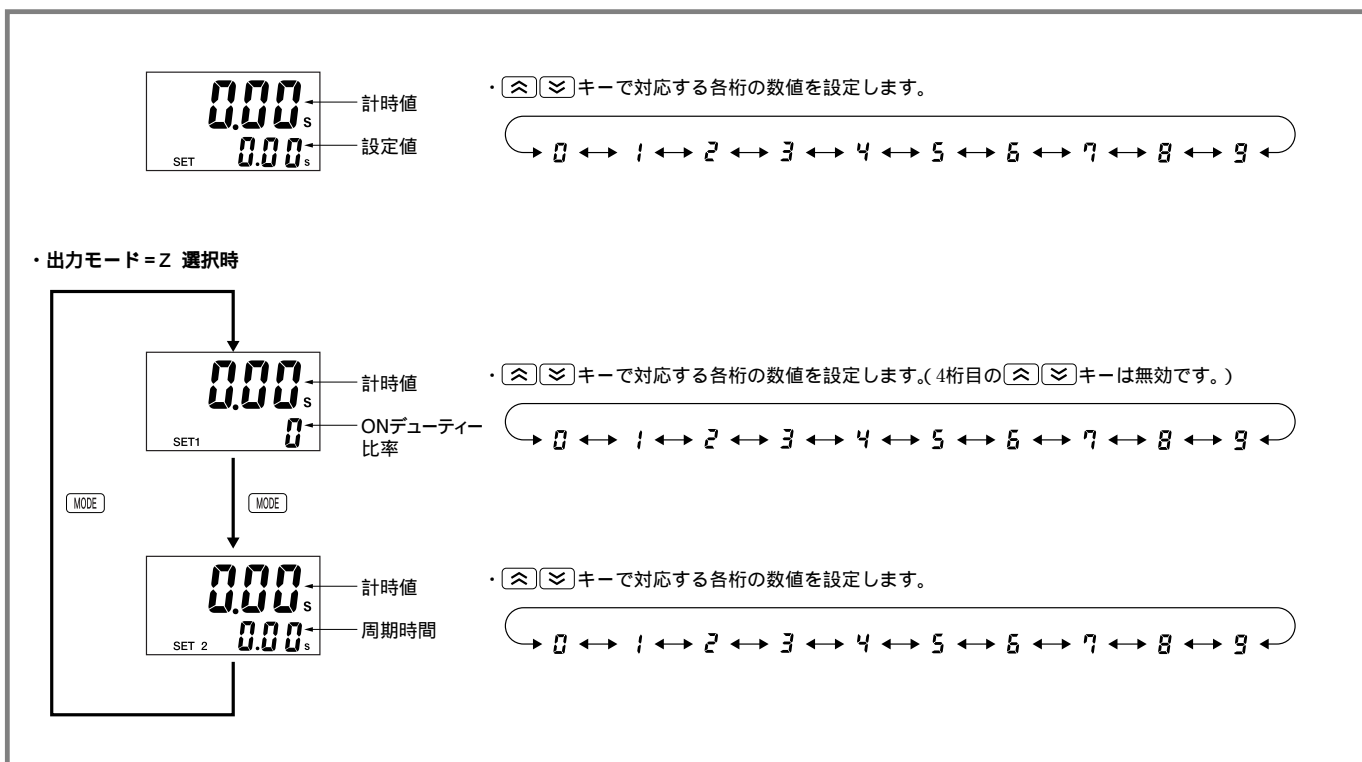 0.00 s 計時値
SET 0.00 s 設定値
・キーで対応する各桁の数値を設定します。
0 1 2 3 4 5 6 7 8 9
・出力モード=Z 選択時
0.00 s 計時値
SET1 0 ONデューティー
比率
・キーで対応する各桁の数値を設定します。(4桁目のキーは無効です。)
0 1 2 3 4 5 6 7 8 9
MODE MODE
0.00 s 計時値
SET 2 0.00 s 周期時間
・キーで対応する各桁の数値を設定します。
0 1 2 3 4 5 6 7 8 9